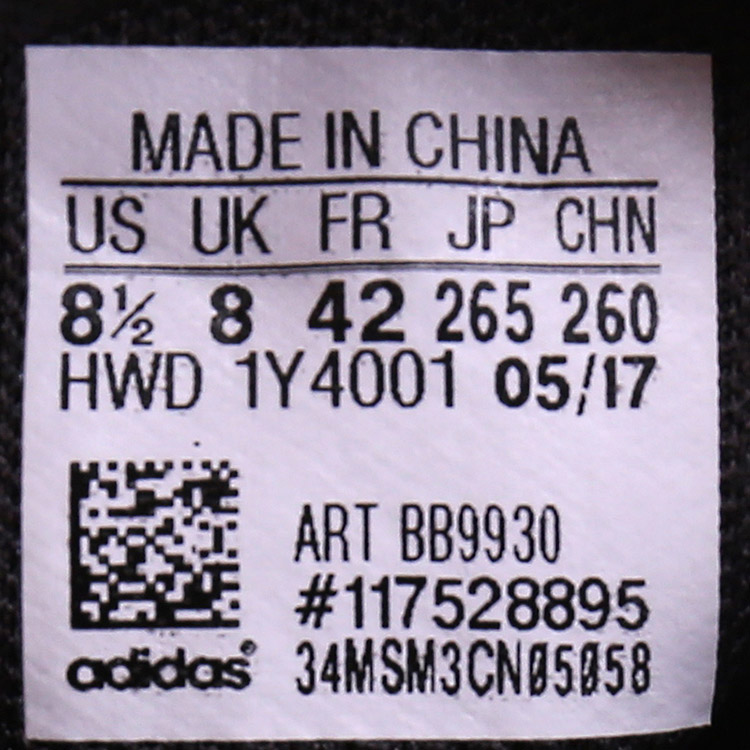 MADE IN CHINA
US UK FR JP CHN
8½ 8 42 265 260
HWD 1Y4001 05/17
ART BB9930
#117528895
adidas® 34MSM3CN05058